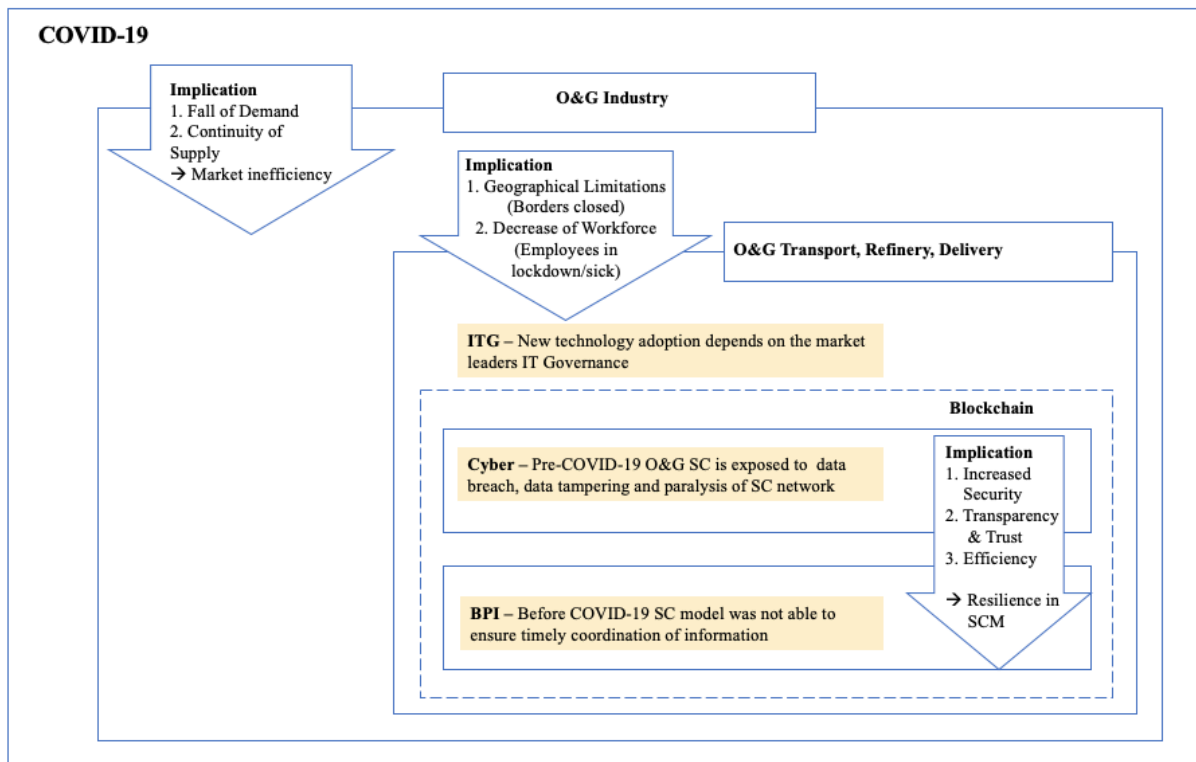 COVID-19
Implication
1. Fall of Demand
2. Continuity of
Supply
→ Market inefficiency
O&G Industry
Implication
1. Geographical Limitations
(Borders closed)
2. Decrease of Workforce
(Employees in
lockdown/sick)
O&G Transport, Refinery, Delivery
ITG – New technology adoption depends on the market
leaders IT Governance
Blockchain
Cyber – Pre-COVID-19 O&G SC is exposed to data
breach, data tampering and paralysis of SC network
Implication
1. Increased
Security
2. Transparency
& Trust
3. Efficiency
→ Resilience in
SCM
BPI – Before COVID-19 SC model was not able to
ensure timely coordination of information